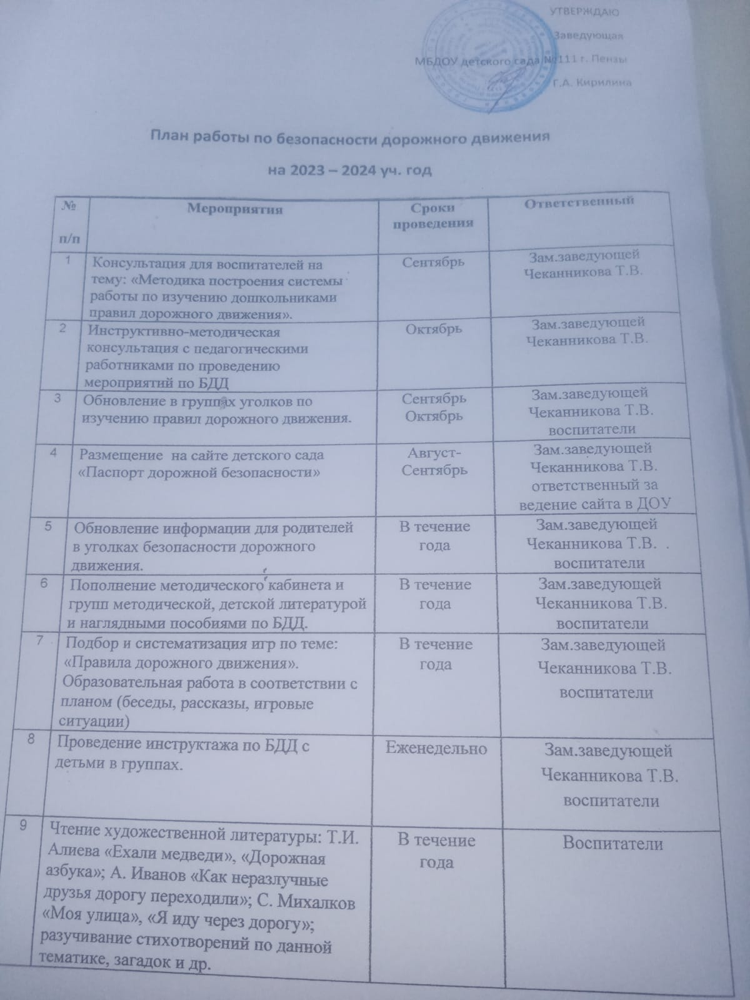 УТВЕРЖДАЮ
Заведующая
МБДОУ детского сада №111 г. Пензы
Г.А. Кирилина
План работы по безопасности дорожного движения
на 2023 – 2024 уч. год
№ п/п
Мероприятия
Сроки
проведения
Ответственный
1
Консультация для воспитателей на
тему: «Методика построения системы
работы по изучению дошкольниками
правил дорожного движения».
Сентябрь
Зам.заведующей
Чеканникова Т.В.
2
Инструктивно-методическая
консультация с педагогическими
работниками по проведению
мероприятий по БДД
Октябрь
Зам.заведующей
Чеканникова Т.В.
3
Обновление в группах уголков по
изучению правил дорожного движения.
Сентябрь
Октябрь
Зам.заведующей
Чеканникова Т.В.
воспитатели
4
Размещение на сайте детского сада
«Паспорт дорожной безопасности»
Август-
Сентябрь
Зам.заведующей
Чеканникова Т.В.
ответственный за
ведение сайта в ДОУ
5
Обновление информации для родителей
в уголках безопасности дорожного
движения.
В течение
года
Зам.заведующей
Чеканникова Т.В. .
воспитатели
6
Пополнение методического кабинета и
групп методической, детской литературой
и наглядными пособиями по БДД.
В течение
года
Зам.заведующей
Чеканникова Т.В.
воспитатели
7
Подбор и систематизация игр по теме:
«Правила дорожного движения».
Образовательная работа в соответствии с
планом (беседы, рассказы, игровые
ситуации)
В течение
года
Зам.заведующей
Чеканникова Т.В.
воспитатели
8
Проведение инструктажа по БДД с
детьми в группах.
Еженедельно
Зам.заведующей
Чеканникова Т.В.
воспитатели
9
Чтение художественной литературы: Т.И.
Алиева «Ехали медведи», «Дорожная
азбука»; А. Иванов «Как неразлучные
друзья дорогу переходили»; С. Михалков
«Моя улица», «Я иду через дорогу»;
разучивание стихотворений по данной
тематике, загадок и др.
В течение
года
Воспитатели